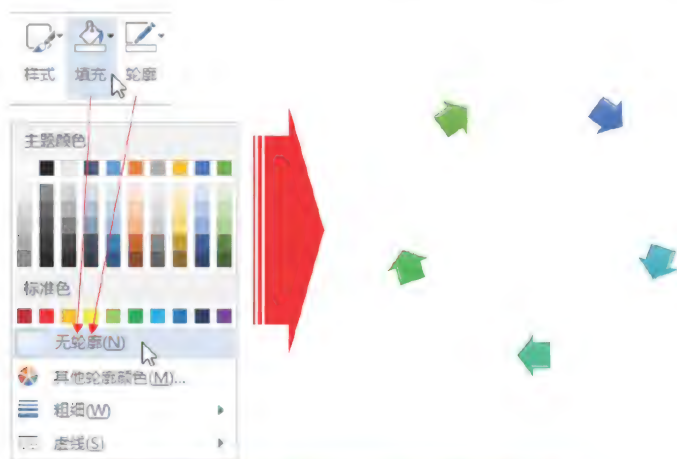 样式 填充 轮廓
主题颜色
标准色
无轮廓(N)
其他轮廓颜色(M)...
粗细(W)
虚线(S)